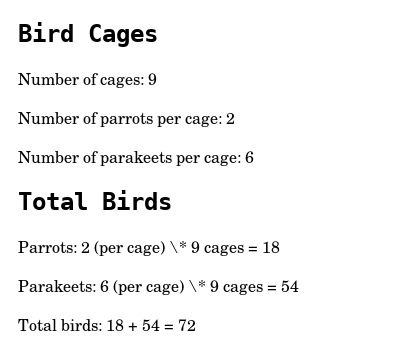 Bird Cages
Number of cages: 9
Number of parrots per cage: 2
Number of parakeets per cage: 6
Total Birds
Parrots: 2 (per cage) \* 9 cages = 18
Parakeets: 6 (per cage) \* 9 cages = 54
Total birds: 18 + 54 = 72